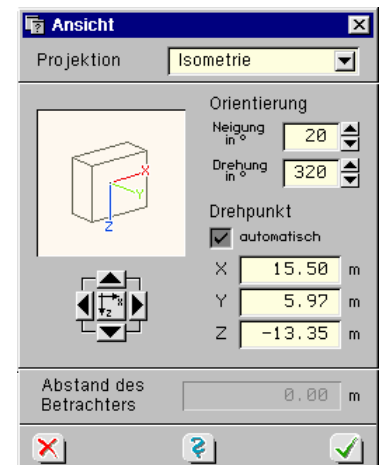 Ansicht
Projektion Isometrie
Orientierung
Neigung in ° 20
Drehung in ° 320
Drehpunkt
automatisch
X 15.50 m
Y 5.97 m
Z -13.35 m
X
Y
Z
x
z
Abstand des
Betrachters 0.00 m